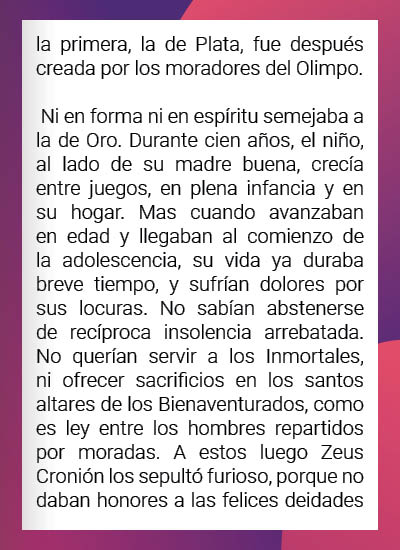 la primera, la de Plata, fue después
creada por los moradores del Olimpo.
Ni en forma ni en espíritu semejaba a
la de Oro. Durante cien años, el niño,
al lado de su madre buena, crecía
entre juegos, en plena infancia y en
su hogar. Mas cuando avanzaban
en edad y llegaban al comienzo de
la adolescencia, su vida ya duraba
breve tiempo, y sufrían dolores por
sus locuras. No sabían abstenerse
de recíproca insolencia arrebatada.
No querían servir a los Inmortales,
ni ofrecer sacrificios en los santos
altares de los Bienaventurados, como
es ley entre los hombres repartidos
por moradas. A estos luego Zeus
Cronión los sepultó furioso, porque no
daban honores a las felices deidades